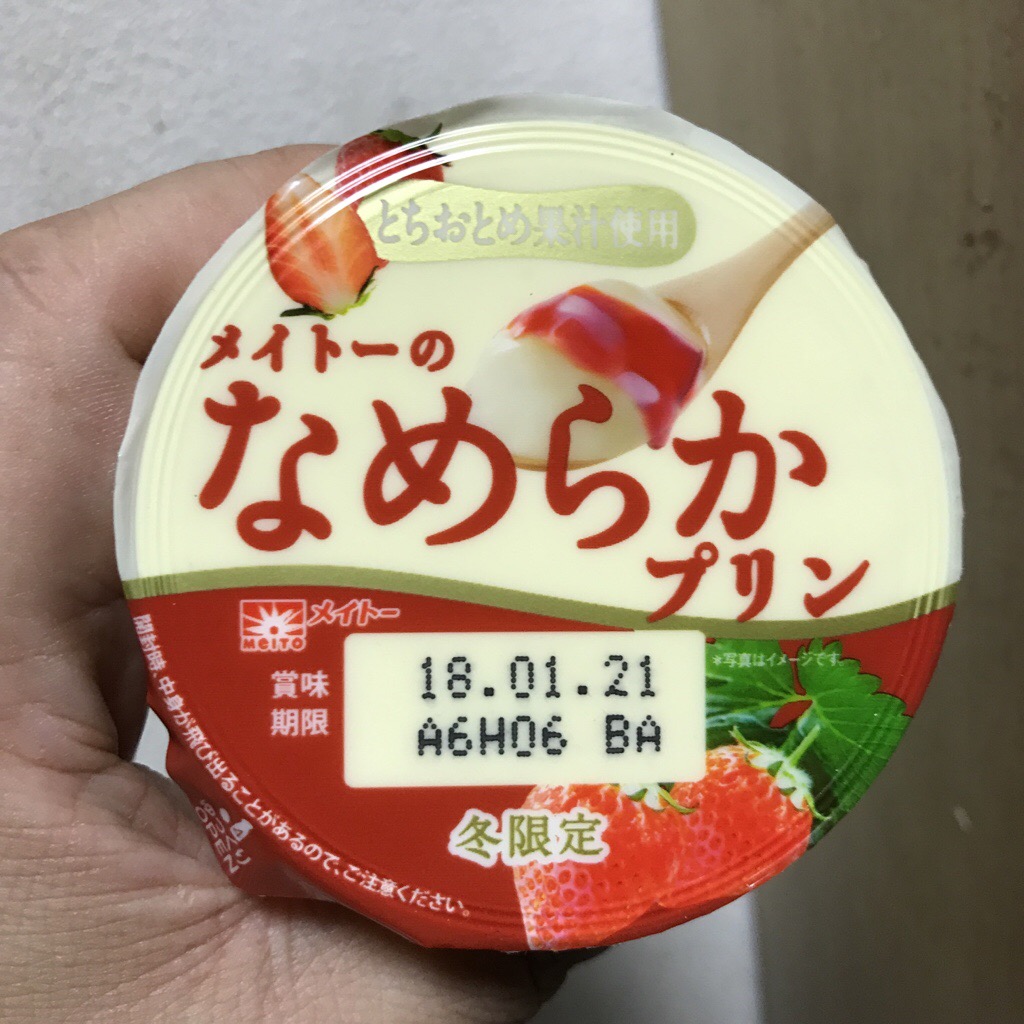 とちおとめ果汁使用
メイトーの
なめらか
プリン
MEITO メイトー
賞味
期限
18.01.21
A6H06 BA
*写真はイメージです。
冬限定
開封時、中身が飛び出ることがあるので、ご注意ください。